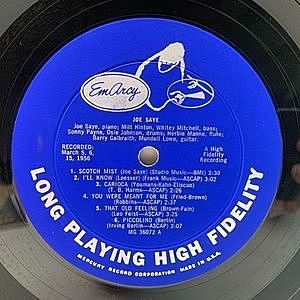 EmArcy
JOE SAYE
Joe Saye, piano; Milt Hinton, Whitey Mitchell, bass;
Sonny Payne, Osie Johnson, drums; Herbie Manne, flute;
Barry Galbraith, Mundell Lowe, guitar.
RECORDED:
March 5, 6,
15, 1956
A High
Fidelity
Recording
1. SCOTCH MIST (Joe Saye) (Studio Music—BMI) 2:30
2. I'LL KNOW (Loesser) (Frank Music—ASCAP) 3:02
3. CARIOCA (Youmans-Kahn-Eliscue)
(T. B. Harms—ASCAP) 2:02
4. YOU WERE MEANT FOR ME (Fried-Brown)
(Robbins—ASCAP) 2:37
5. THAT OLD FEELING (Brown Fain)
(Leo Feist—ASCAP) 3:21
6. PICCOLINO (Berlin)
(Irving Berlin—ASCAP) 2:07
MG 36072 A
LONG PLAYING HIGH FIDELITY
MERCURY RECORD CORPORATION MADE IN U.S.A.